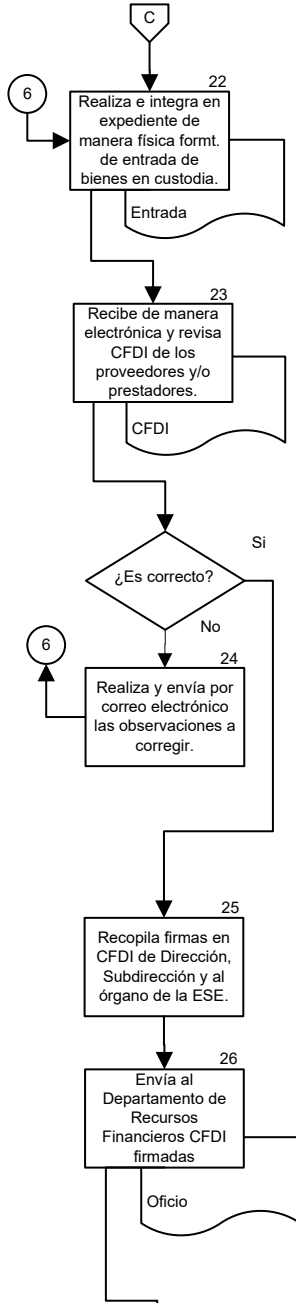 C
22
6
Realiza e integra en
expediente de
manera física formt.
de entrada de
bienes en custodia.
Entrada
23
Recibe de manera
electrónica y revisa
CFDI de los
proveedores y/o
prestadores.
CFDI
Si
¿Es correcto?
No
6
24
Realiza y envía por
correo electrónico
las observaciones a
corregir.
25
Recopila firmas en
CFDI de Dirección,
Subdirección y al
órgano de la ESE.
26
Envía al
Departamento de
Recursos
Financieros CFDI
firmadas
Oficio